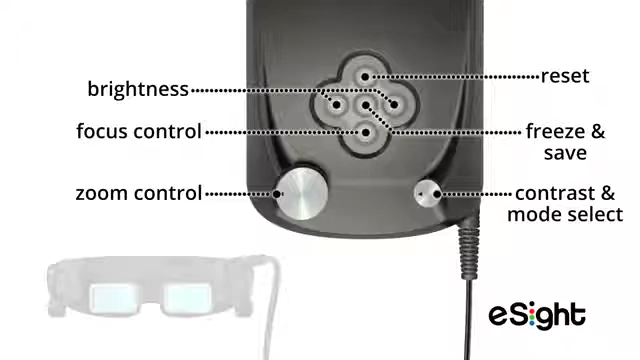 brightness
focus control
zoom control
reset
freeze &
save
contrast &
mode select
eSight